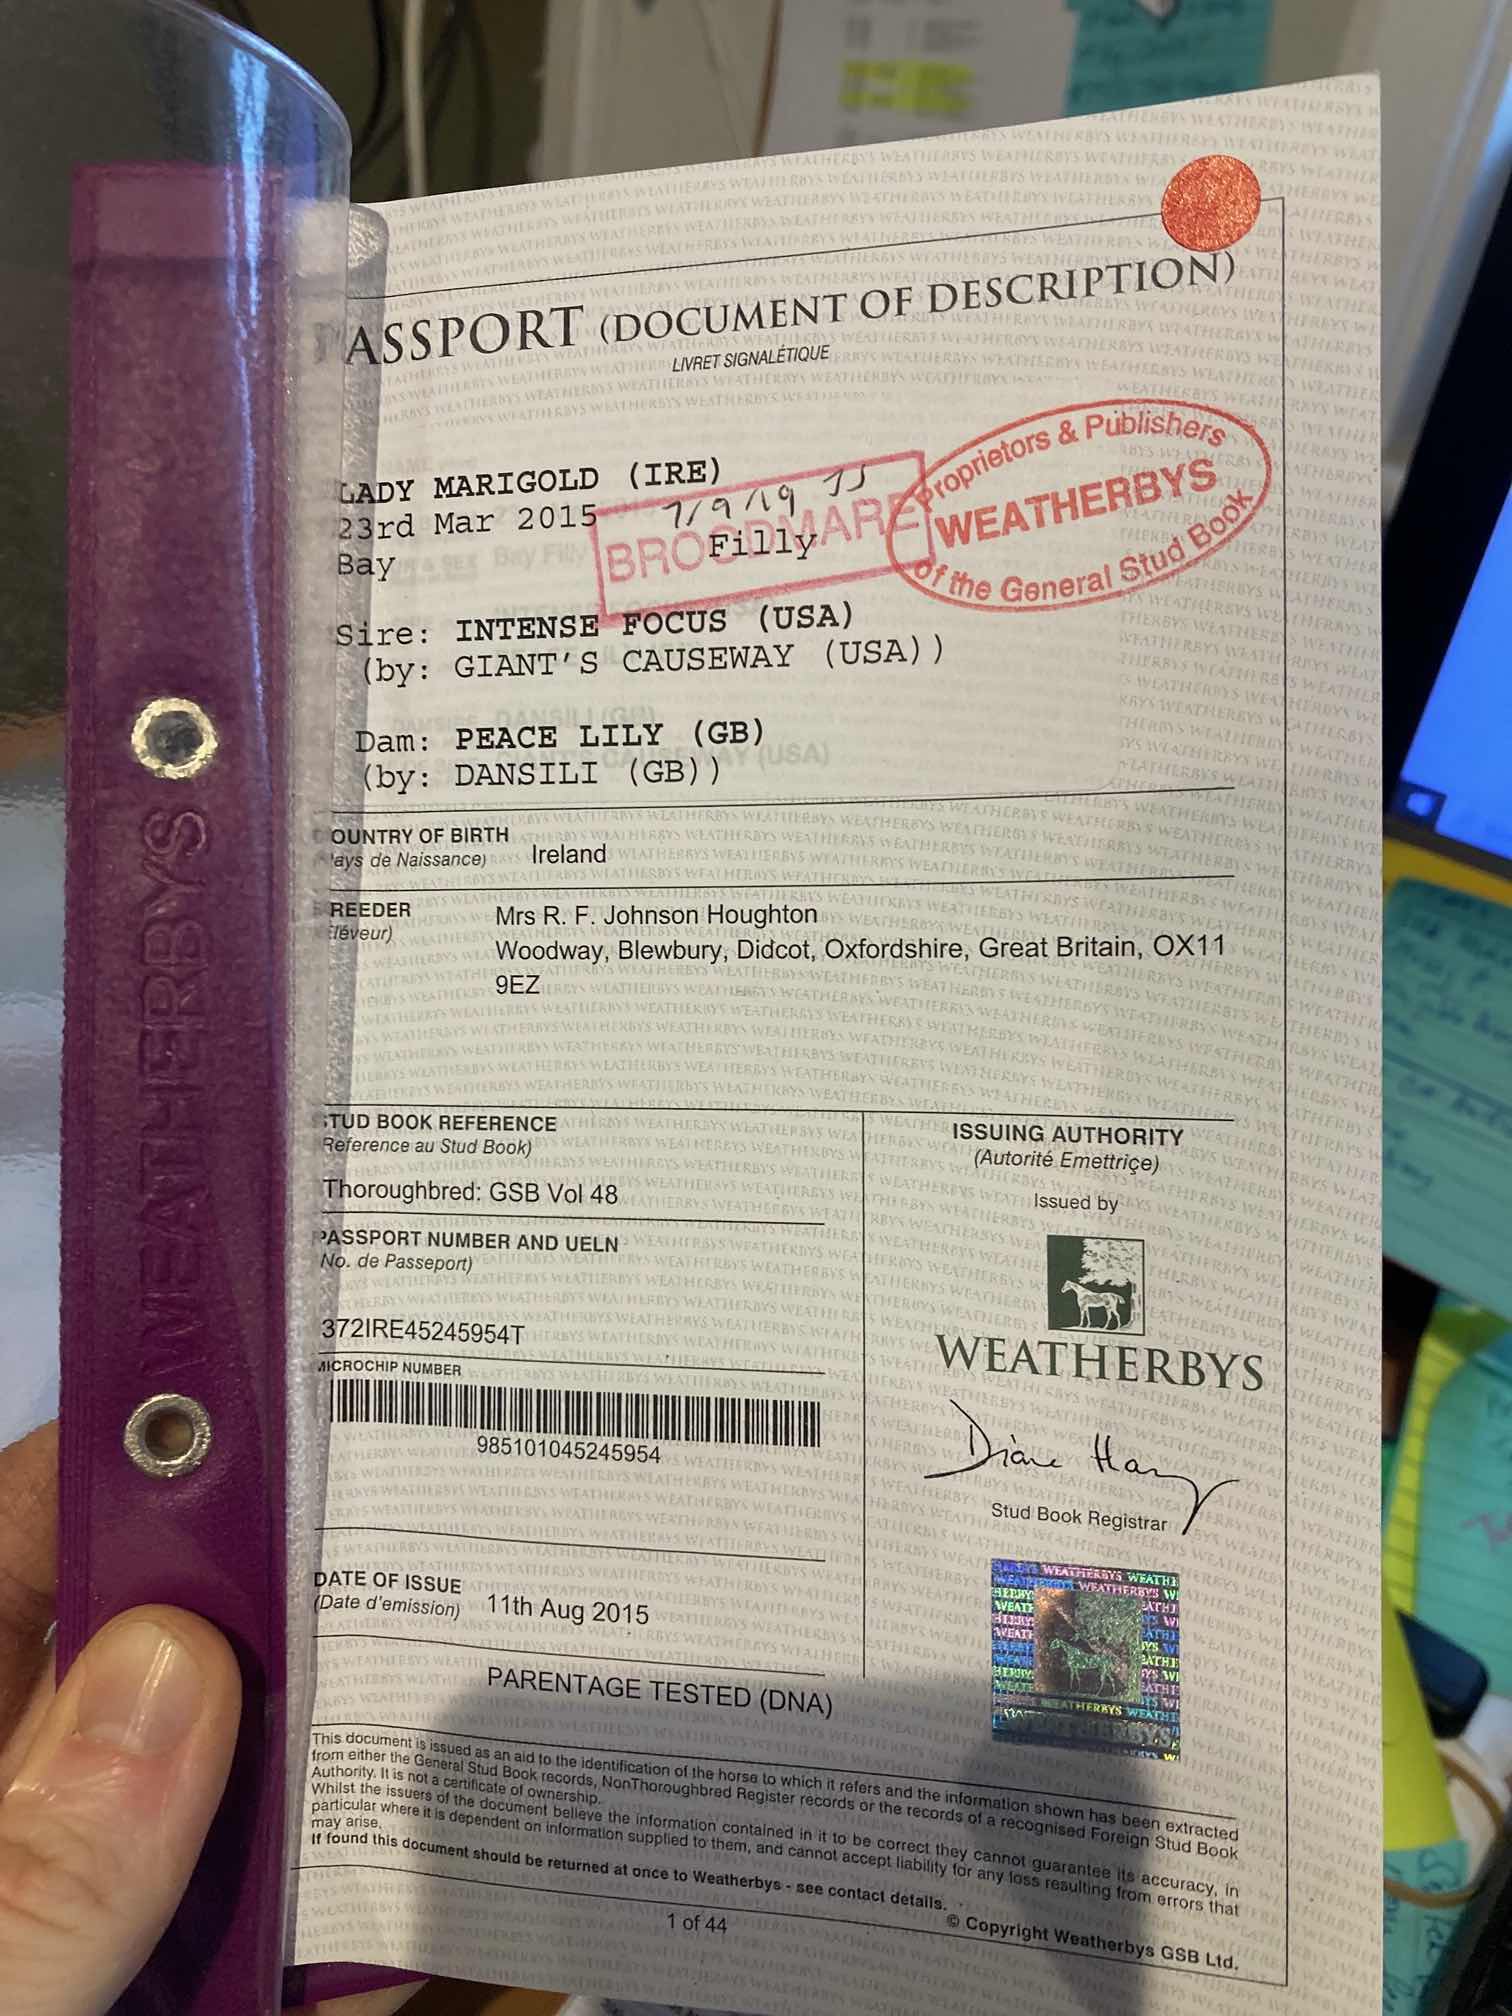 PASSPORT (DOCUMENT OF DESCRIPTION)
LIVRET SIGNALÉTIQUE
LADY MARIGOLD (IRE)
23rd Mar 2015
7/9/19 JJ
Bay
Filly
BROODMARE
Proprietors & Publishers
WEATHERBYS
of the General Stud Book
Sire: INTENSE FOCUS (USA)
(by: GIANT'S CAUSEWAY (USA))
Dam: PEACE LILY (GB)
(by: DANSILI (GB))
OUNTRY OF BIRTH
ays de Naissance)
Ireland
REEDER
léveur)
Mrs R. F. Johnson Houghton
Woodway, Blewbury, Didcot, Oxfordshire, Great Britain, OX11
9EZ
STUD BOOK REFERENCE
Reference au Stud Book)
Thoroughbred: GSB Vol 48
PASSPORT NUMBER AND UELN
No. de Passeport)
372IRE45245954T
MICROCHIP NUMBER
985101045245954
DATE OF ISSUE
(Date d'emission)
11th Aug 2015
PARENTAGE TESTED (DNA)
ISSUING AUTHORITY
(Autorité Emettriçe)
Issued by
WEATHERBYS
Stud Book Registrar
WEATHERBYS
This document is issued as an aid to the identification of the horse to which it refers and the information shown has been extracted
from either the General Stud Book records, NonThoroughbred Register records or the records of a recognised Foreign Stud Book
Authority. It is not a certificate of ownership.
Whilst the issuers of the document believe the information contained in it to be correct they cannot guarantee its accuracy, in
particular where it is dependent on information supplied to them, and cannot accept liability for any loss resulting from errors that
may arise.
If found this document should be returned at once to Weatherbys - see contact details.
© Copyright Weatherbys GSB Ltd.
1 of 44
WEATHERBYS